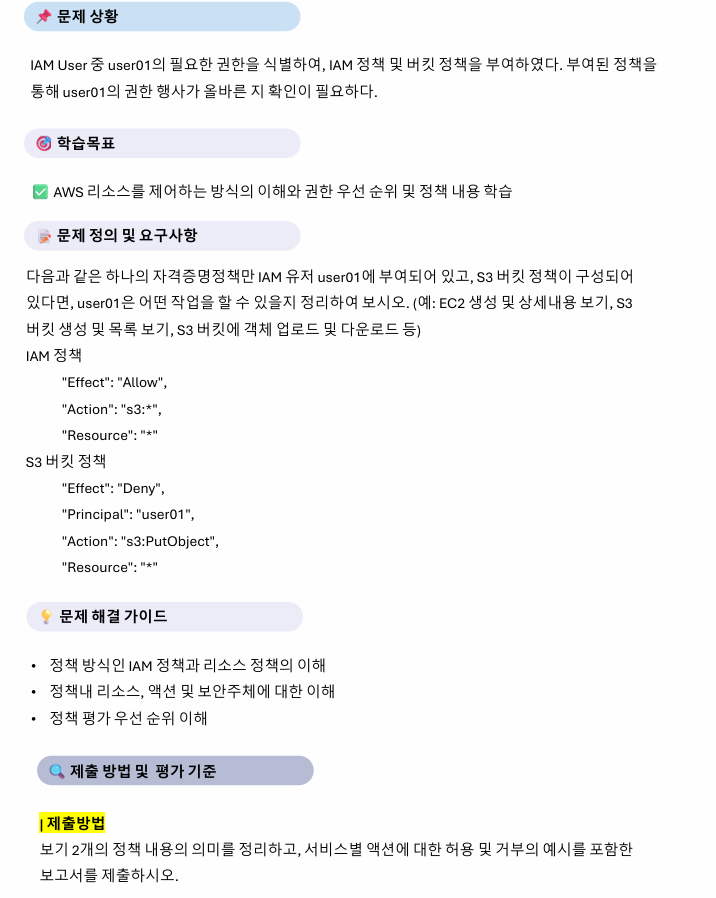 📌 문제 상황
IAM User 중 user01의 필요한 권한을 식별하여, IAM 정책 및 버킷 정책을 부여하였다. 부여된 정책을
통해 user01의 권한 행사가 올바른 지 확인이 필요하다.
🎯 학습목표
✅ AWS 리소스를 제어하는 방식의 이해와 권한 우선 순위 및 정책 내용 학습
📝 문제 정의 및 요구사항
다음과 같은 하나의 자격증명정책만 IAM 유저 user01에 부여되어 있고, S3 버킷 정책이 구성되어
있다면, user01은 어떤 작업을 할 수 있을지 정리하여 보시오. (예: EC2 생성 및 상세내용 보기, S3
버킷 생성 및 목록 보기, S3 버킷에 객체 업로드 및 다운로드 등)
IAM 정책
"Effect": "Allow",
"Action": "s3:*",
"Resource": "*"
S3 버킷 정책
"Effect": "Deny",
"Principal": "user01",
"Action": "s3:PutObject",
"Resource": "*"
💡 문제 해결 가이드
• 정책 방식인 IAM 정책과 리소스 정책의 이해
• 정책내 리소스, 액션 및 보안주체에 대한 이해
• 정책 평가 우선 순위 이해
🔍 제출 방법 및 평가 기준
| 제출방법
보기 2개의 정책 내용의 의미를 정리하고, 서비스별 액션에 대한 허용 및 거부의 예시를 포함한
보고서를 제출하시오.